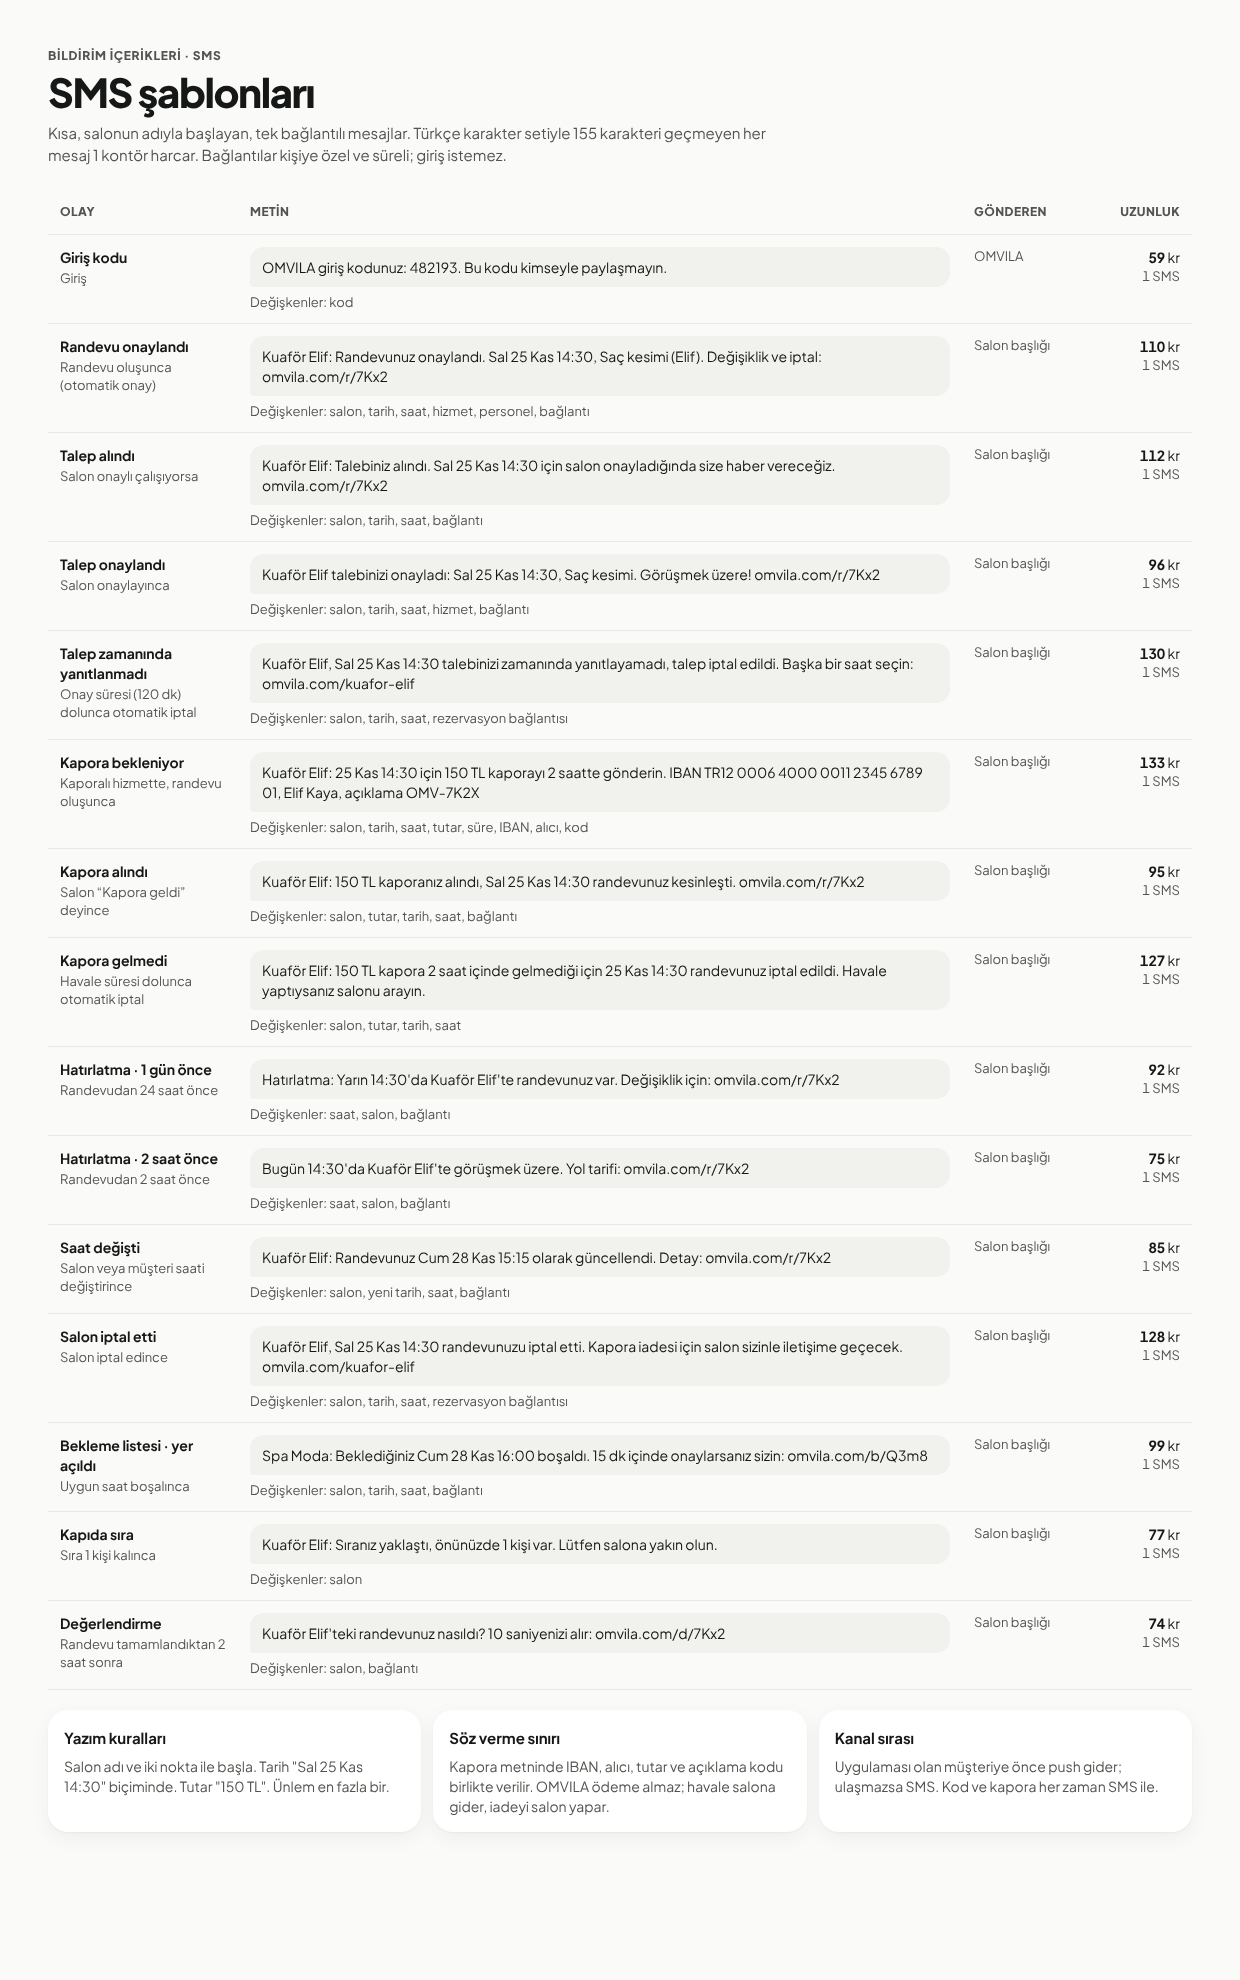 BİLDİRİM İÇERİKLERİ · SMS
SMS şablonları
Kısa, salonun adıyla başlayan, tek bağlantılı mesajlar. Türkçe karakter setiyle 155 karakteri geçmeyen her
mesaj 1 kontör harcar. Bağlantılar kişiye özel ve süreli; giriş istemez.
OLAY METİN GÖNDEREN UZUNLUK
Giriş kodu
Giriş
OMVILA giriş kodunuz: 482193. Bu kodu kimseyle paylaşmayın.
Değişkenler: kod
OMVILA
59 kr
1 SMS
Randevu onaylandı
Randevu oluşunca
(otomatik onay)
Kuaför Elif: Randevunuz onaylandı. Sal 25 Kas 14:30, Saç kesimi (Elif). Değişiklik ve iptal:
omvila.com/r/7Kx2
Değişkenler: salon, tarih, saat, hizmet, personel, bağlantı
Salon başlığı
110 kr
1 SMS
Talep alındı
Salon onaylı çalışıyorsa
Kuaför Elif: Talebiniz alındı. Sal 25 Kas 14:30 için salon onayladığında size haber vereceğiz.
omvila.com/r/7Kx2
Değişkenler: salon, tarih, saat, bağlantı
Salon başlığı
112 kr
1 SMS
Talep onaylandı
Salon onaylayınca
Kuaför Elif talebinizi onayladı: Sal 25 Kas 14:30, Saç kesimi. Görüşmek üzere! omvila.com/r/7Kx2
Değişkenler: salon, tarih, saat, hizmet, bağlantı
Salon başlığı
96 kr
1 SMS
Talep zamanında
yanıtlanmadı
Onay süresi (120 dk)
dolunca otomatik iptal
Kuaför Elif, Sal 25 Kas 14:30 talebinizi zamanında yanıtlayamadı, talep iptal edildi. Başka bir saat seçin:
omvila.com/kuafor-elif
Değişkenler: salon, tarih, saat, rezervasyon bağlantısı
Salon başlığı
130 kr
1 SMS
Kapora bekleniyor
Kaporalı hizmette, randevu
oluşunca
Kuaför Elif: 25 Kas 14:30 için 150 TL kaporayı 2 saatte gönderin. IBAN TR12 0006 4000 0011 2345 6789
01, Elif Kaya, açıklama OMV-7K2X
Değişkenler: salon, tarih, saat, tutar, süre, IBAN, alıcı, kod
Salon başlığı
133 kr
1 SMS
Kapora alındı
Salon “Kapora geldi”
deyince
Kuaför Elif: 150 TL kaporanız alındı, Sal 25 Kas 14:30 randevunuz kesinleşti. omvila.com/r/7Kx2
Değişkenler: salon, tutar, tarih, saat, bağlantı
Salon başlığı
95 kr
1 SMS
Kapora gelmedi
Havale süresi dolunca
otomatik iptal
Kuaför Elif: 150 TL kapora 2 saat içinde gelmediği için 25 Kas 14:30 randevunuz iptal edildi. Havale
yaptıysanız salonu arayın.
Değişkenler: salon, tutar, tarih, saat
Salon başlığı
127 kr
1 SMS
Hatırlatma · 1 gün önce
Randevudan 24 saat önce
Hatırlatma: Yarın 14:30'da Kuaför Elif'te randevunuz var. Değişiklik için: omvila.com/r/7Kx2
Değişkenler: saat, salon, bağlantı
Salon başlığı
92 kr
1 SMS
Hatırlatma · 2 saat önce
Randevudan 2 saat önce
Bugün 14:30'da Kuaför Elif'te görüşmek üzere. Yol tarifi: omvila.com/r/7Kx2
Değişkenler: saat, salon, bağlantı
Salon başlığı
75 kr
1 SMS
Saat değişti
Salon veya müşteri saati
değiştirince
Kuaför Elif: Randevunuz Cum 28 Kas 15:15 olarak güncellendi. Detay: omvila.com/r/7Kx2
Değişkenler: salon, yeni tarih, saat, bağlantı
Salon başlığı
85 kr
1 SMS
Salon iptal etti
Salon iptal edince
Kuaför Elif, Sal 25 Kas 14:30 randevunuzu iptal etti. Kapora iadesi için salon sizinle iletişime geçecek.
omvila.com/kuafor-elif
Değişkenler: salon, tarih, saat, rezervasyon bağlantısı
Salon başlığı
128 kr
1 SMS
Bekleme listesi · yer
açıldı
Uygun saat boşalınca
Spa Moda: Beklediğiniz Cum 28 Kas 16:00 boşaldı. 15 dk içinde onaylarsanız sizin: omvila.com/b/Q3m8
Değişkenler: salon, tarih, saat, bağlantı
Salon başlığı
99 kr
1 SMS
Kapıda sıra
Sıra 1 kişi kalınca
Kuaför Elif: Sıranız yaklaştı, önünüzde 1 kişi var. Lütfen salona yakın olun.
Değişkenler: salon
Salon başlığı
77 kr
1 SMS
Değerlendirme
Randevu tamamlandıktan 2
saat sonra
Kuaför Elif'teki randevunuz nasıldı? 10 saniyenizi alır: omvila.com/d/7Kx2
Değişkenler: salon, bağlantı
Salon başlığı
74 kr
1 SMS
Yazım kuralları
Salon adı ve iki nokta ile başla. Tarih "Sal 25 Kas
14:30" biçiminde. Tutar "150 TL". Ünlem en fazla bir.
Söz verme sınırı
Kapora metninde IBAN, alıcı, tutar ve açıklama kodu
birlikte verilir. OMVILA ödeme almaz; havale salona
gider, iadeyi salon yapar.
Kanal sırası
Uygulaması olan müşteriye önce push gider;
ulaşmazsa SMS. Kod ve kapora her zaman SMS ile.